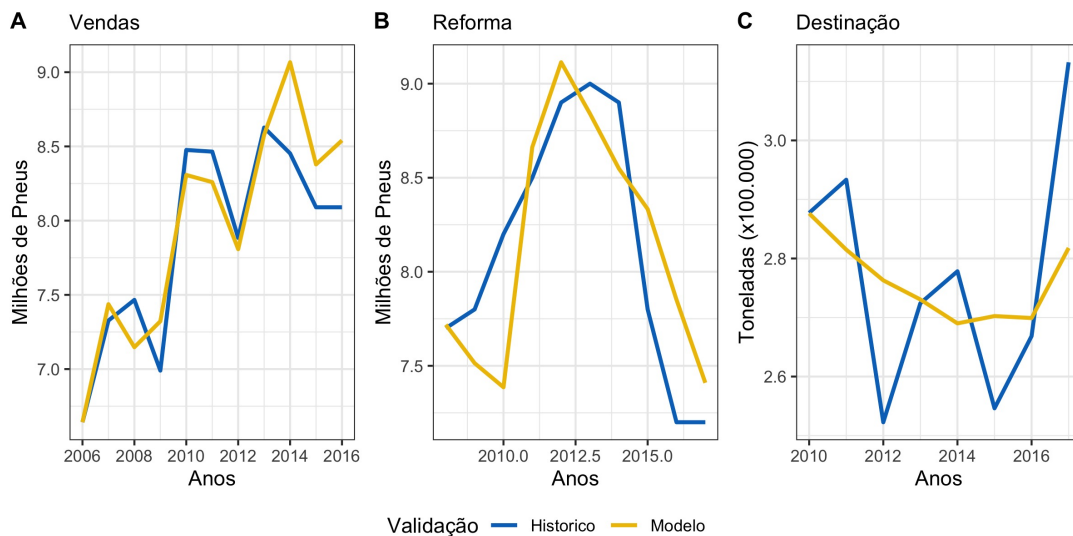 A Vendas
B Reforma
C Destinação
Milhões de Pneus
9.0
8.5
8.0
7.5
7.0
2006 2008 2010 2012 2014 2016
Anos
Milhões de Pneus
9.0
8.5
8.0
7.5
2010.0 2012.5 2015.0
Anos
Toneladas (x100.000)
3.0
2.8
2.6
2010 2012 2014 2016
Anos
Validação Historico Modelo